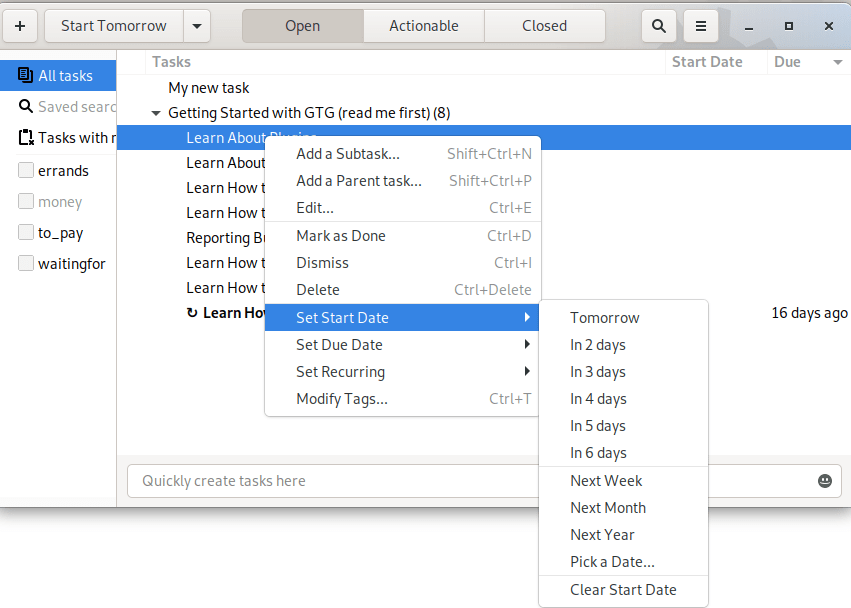 + Start Tomorrow Open Actionable Closed
Tasks Start Date Due
All tasks
Saved searc
Tasks with n
errands
money
to_pay
waitingfor
My new task
Getting Started with GTG (read me first) (8)
Learn About Plugins
Learn About
Learn How t
Learn How t
Reporting Bu
Learn How t
Learn How t
↻ Learn How 16 days ago
Add a Subtask... Shift+Ctrl+N
Add a Parent task... Shift+Ctrl+P
Edit... Ctrl+E
Mark as Done Ctrl+D
Dismiss Ctrl+I
Delete Ctrl+Delete
Set Start Date
Set Due Date
Set Recurring
Modify Tags... Ctrl+T
Tomorrow
In 2 days
In 3 days
In 4 days
In 5 days
In 6 days
Next Week
Next Month
Next Year
Pick a Date...
Clear Start Date
Quickly create tasks here